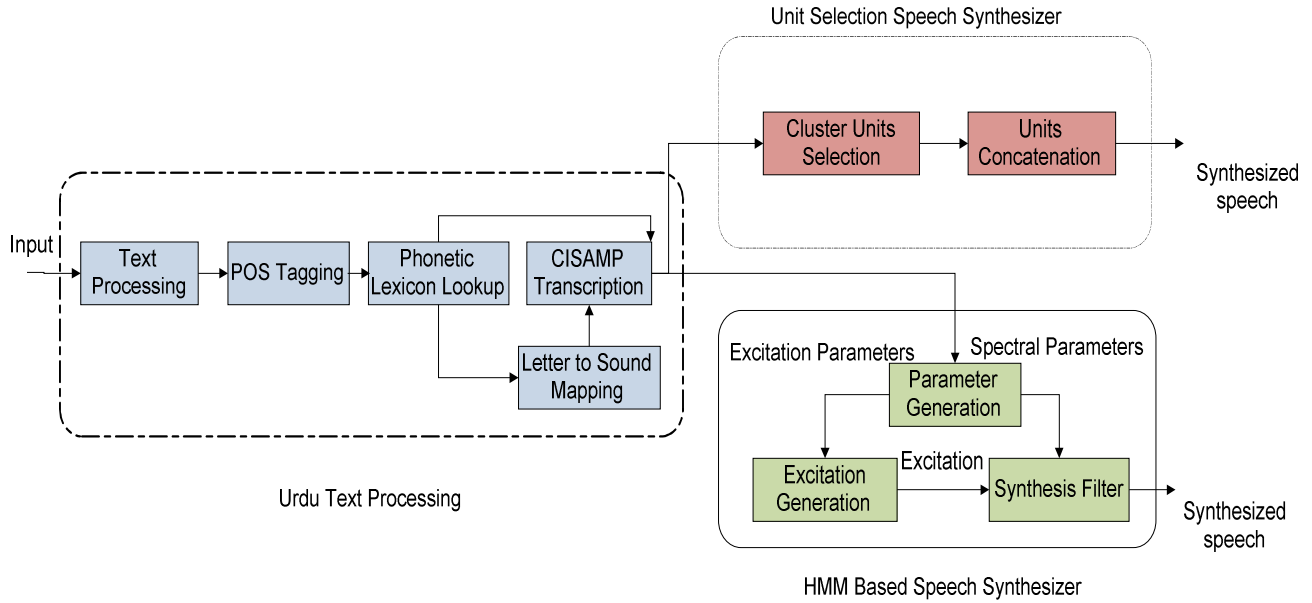 Unit Selection Speech Synthesizer
Cluster Units
Selection
Units
Concatenation
Synthesized
speech
Input
Text
Processing
POS Tagging
Phonetic
Lexicon Lookup
CISAMP
Transcription
Letter to Sound
Mapping
Urdu Text Processing
Excitation Parameters
Spectral Parameters
Parameter
Generation
Excitation
Generation
Excitation
Synthesis Filter
Synthesized
speech
HMM Based Speech Synthesizer